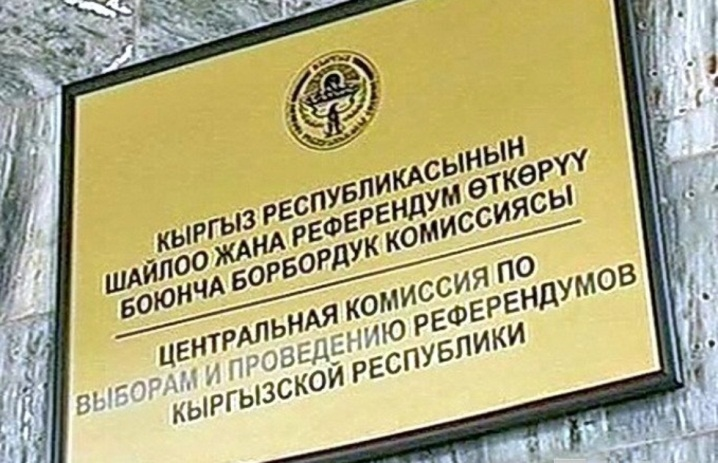 КЫРГЫЗ РЕСПУБЛИКАСЫНЫН
ШАЙЛОО ЖАНА РЕФЕРЕНДУМ ӨТКӨРҮҮ
БОЮНЧА БОРБОРДУК КОМИССИЯСЫ
ЦЕНТРАЛЬНАЯ КОМИССИЯ ПО
ВЫБОРАМ И ПРОВЕДЕНИЮ РЕФЕРЕНДУМОВ
КЫРГЫЗСКОЙ РЕСПУБЛИКИ